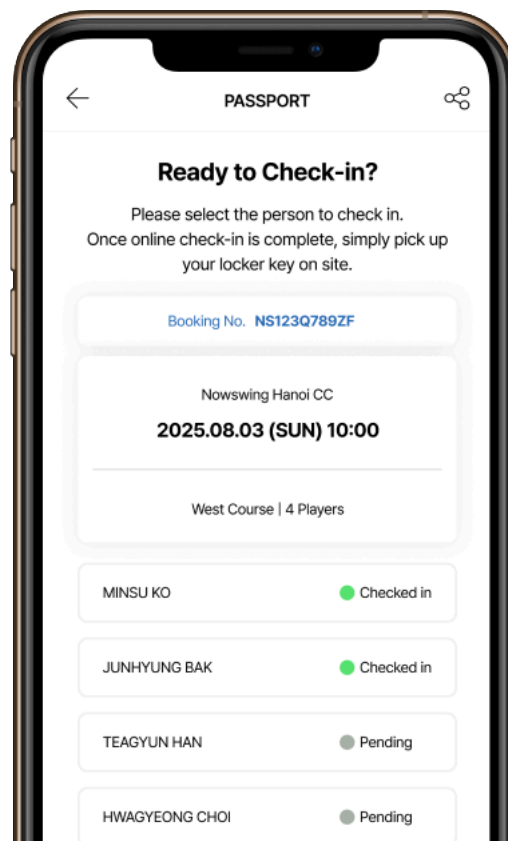 PASSPORT
Ready to Check-in?
Please select the person to check in.
Once online check-in is complete, simply pick up
your locker key on site.
Booking No. NS123Q789ZF
Nowswing Hanoi CC
2025.08.03 (SUN) 10:00
West Course | 4 Players
MINSU KO Checked in
JUNHYUNG BAK Checked in
TEAGYUN HAN Pending
HWAGYEONG CHOI Pending